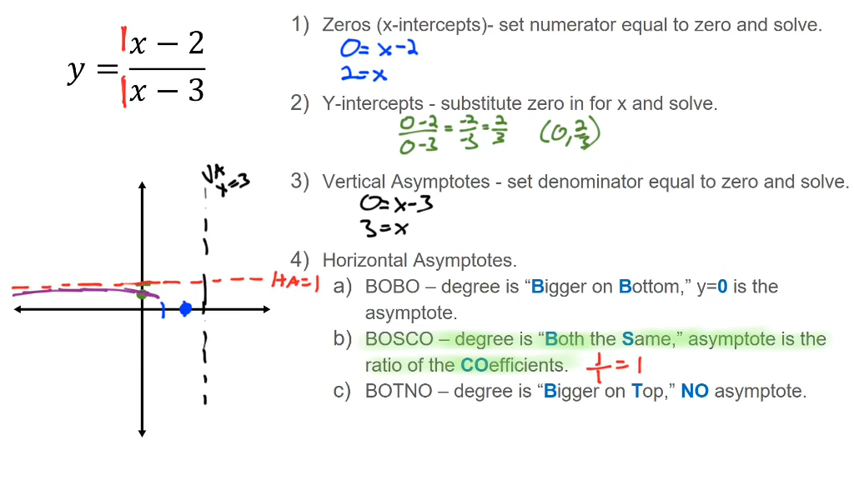 y = 1x − 2 / 1x − 3
1) Zeros (x-intercepts)- set numerator equal to zero and solve.
0 = x-2
2 = x
2) Y-intercepts - substitute zero in for x and solve.
0-2/0-3 = -2/-3 = 2/3 (0, 2/3)
3) Vertical Asymptotes - set denominator equal to zero and solve.
0 = x-3
3 = x
VA
x=3
HA=1
4) Horizontal Asymptotes.
a) BOBO – degree is “Bigger on Bottom,” y=0 is the
asymptote.
b) BOSCO – degree is “Both the Same,” asymptote is the
ratio of the COefficients. 1/1 = 1
c) BOTNO – degree is “Bigger on Top,” NO asymptote.